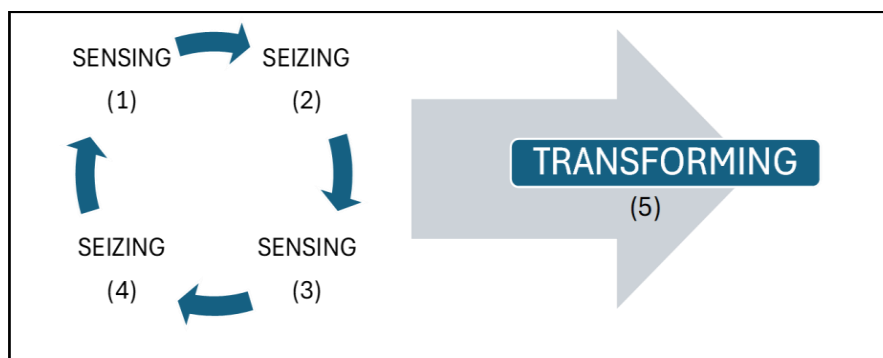 SENSING
(1)
SEIZING
(2)
SEIZING
(4)
SENSING
(3)
TRANSFORMING
(5)